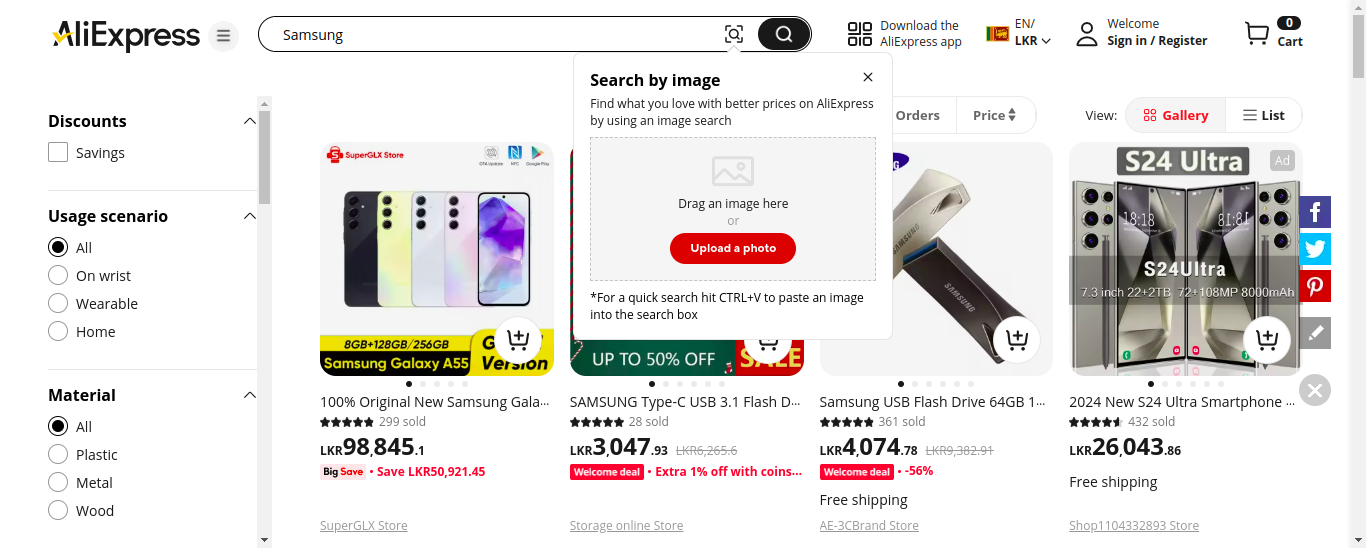 AliExpress
Samsung
Download the
AliExpress app
EN/
LKR
Welcome
Sign in / Register
0
Cart
Search by image
Find what you love with better prices on AliExpress
by using an image search
Drag an image here
or
Upload a photo
*For a quick search hit CTRL+V to paste an image
into the search box
Discounts
Savings
Usage scenario
All
On wrist
Wearable
Home
Material
All
Plastic
Metal
Wood
Orders
Price
View:
Gallery
List
SuperGLX Store
OTA Update
NFC
Google Play
8GB+128GB/256GB
Samsung Galaxy A55
Version
100% Original New Samsung Gala...
299 sold
LKR98,845.1
Big Save
• Save LKR50,921.45
SuperGLX Store
UP TO 50% OFF
SALE
SAMSUNG Type-C USB 3.1 Flash D...
28 sold
LKR3,047.93
LKR6,265.6
Welcome deal
• Extra 1% off with coins...
Storage online Store
SAMSUNG
Samsung USB Flash Drive 64GB 1...
361 sold
LKR4,074.78
LKR9,382.91
Welcome deal
• -56%
Free shipping
AE-3CBrand Store
S24 Ultra
Ad
18:18
S24Ultra
7.3 inch 22+2TB 72+108MP 8000mAh
2024 New S24 Ultra Smartphone ...
432 sold
LKR26,043.86
Free shipping
Shop1104332893 Store